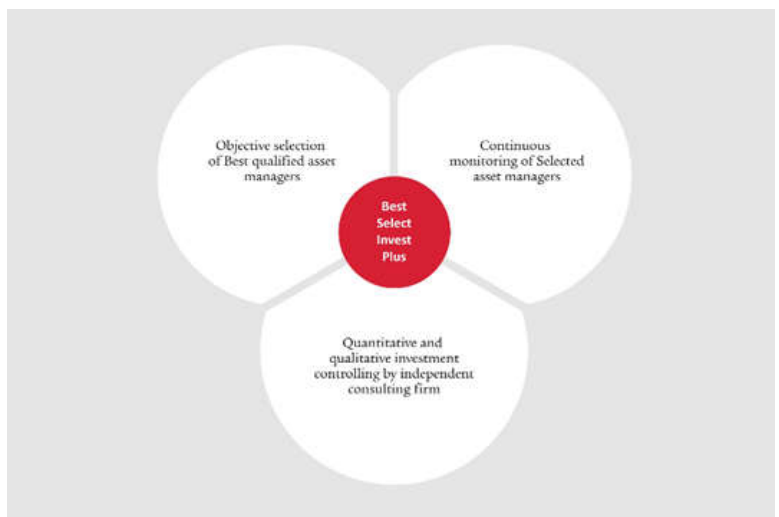 Objective selection
of Best qualified asset
managers
Continuous
monitoring of Selected
asset managers
Best
Select
Invest
Plus
Quantitative and
qualitative investment
controlling by independent
consulting firm